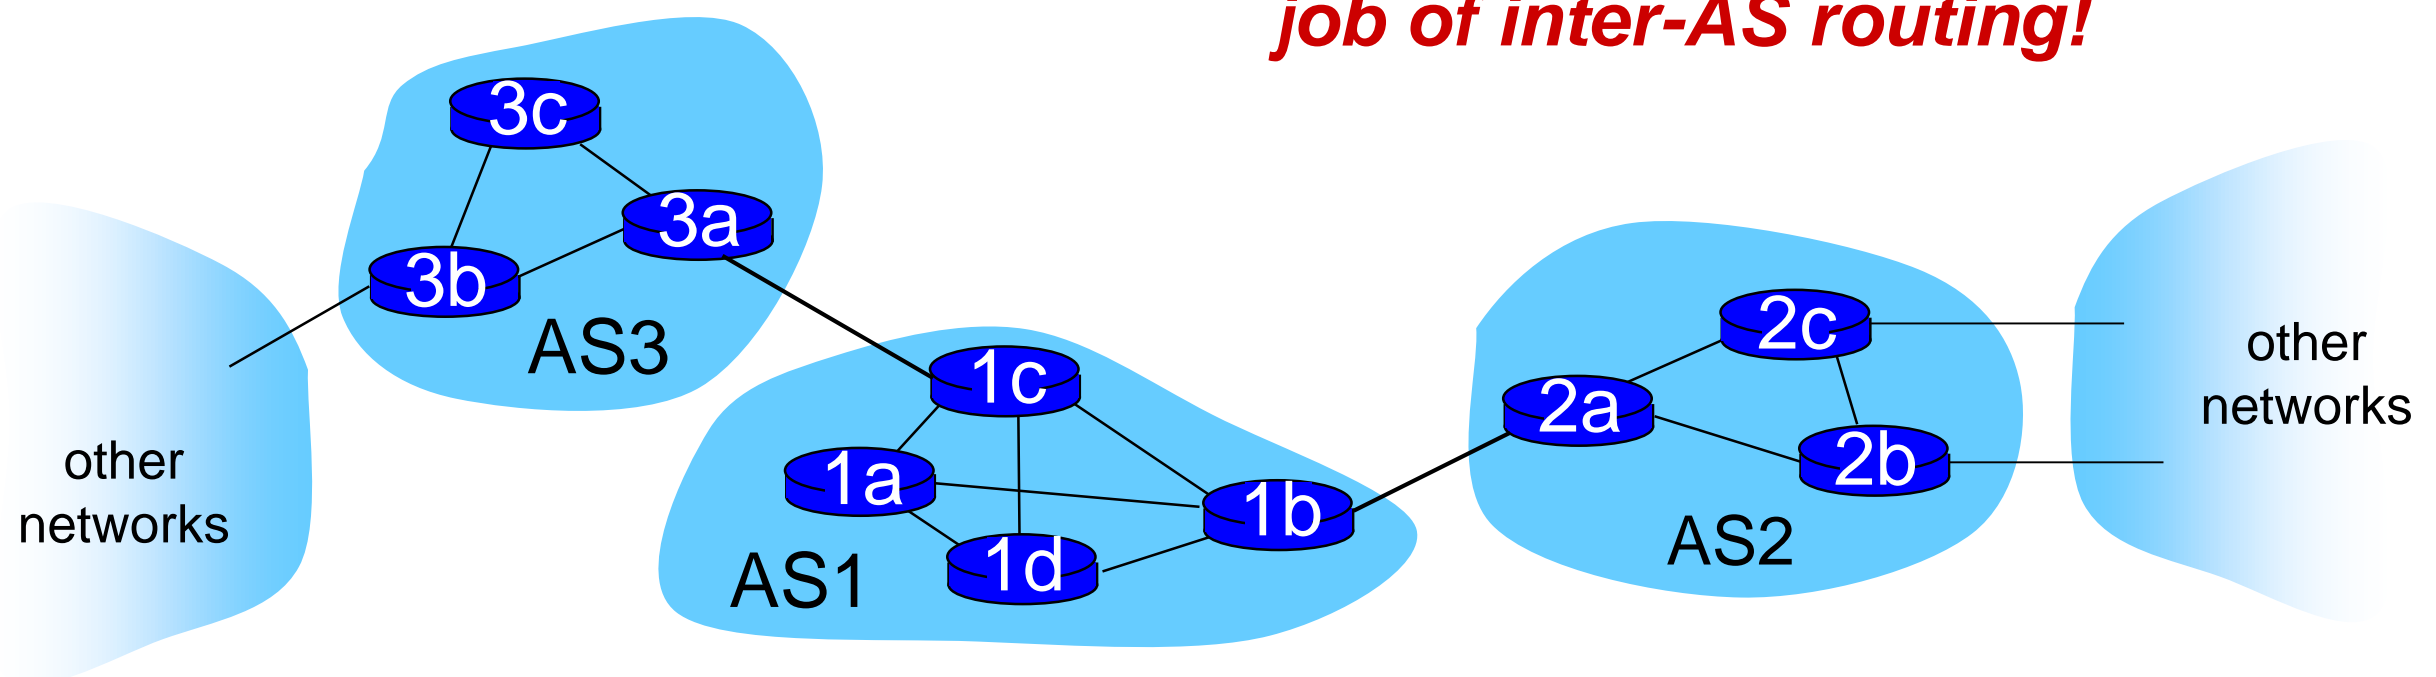 job of inter-AS routing!
3c
3a
3b
AS3
other
networks
1c
1a
1b
1d
AS1
2c
2a
2b
AS2
other
networks